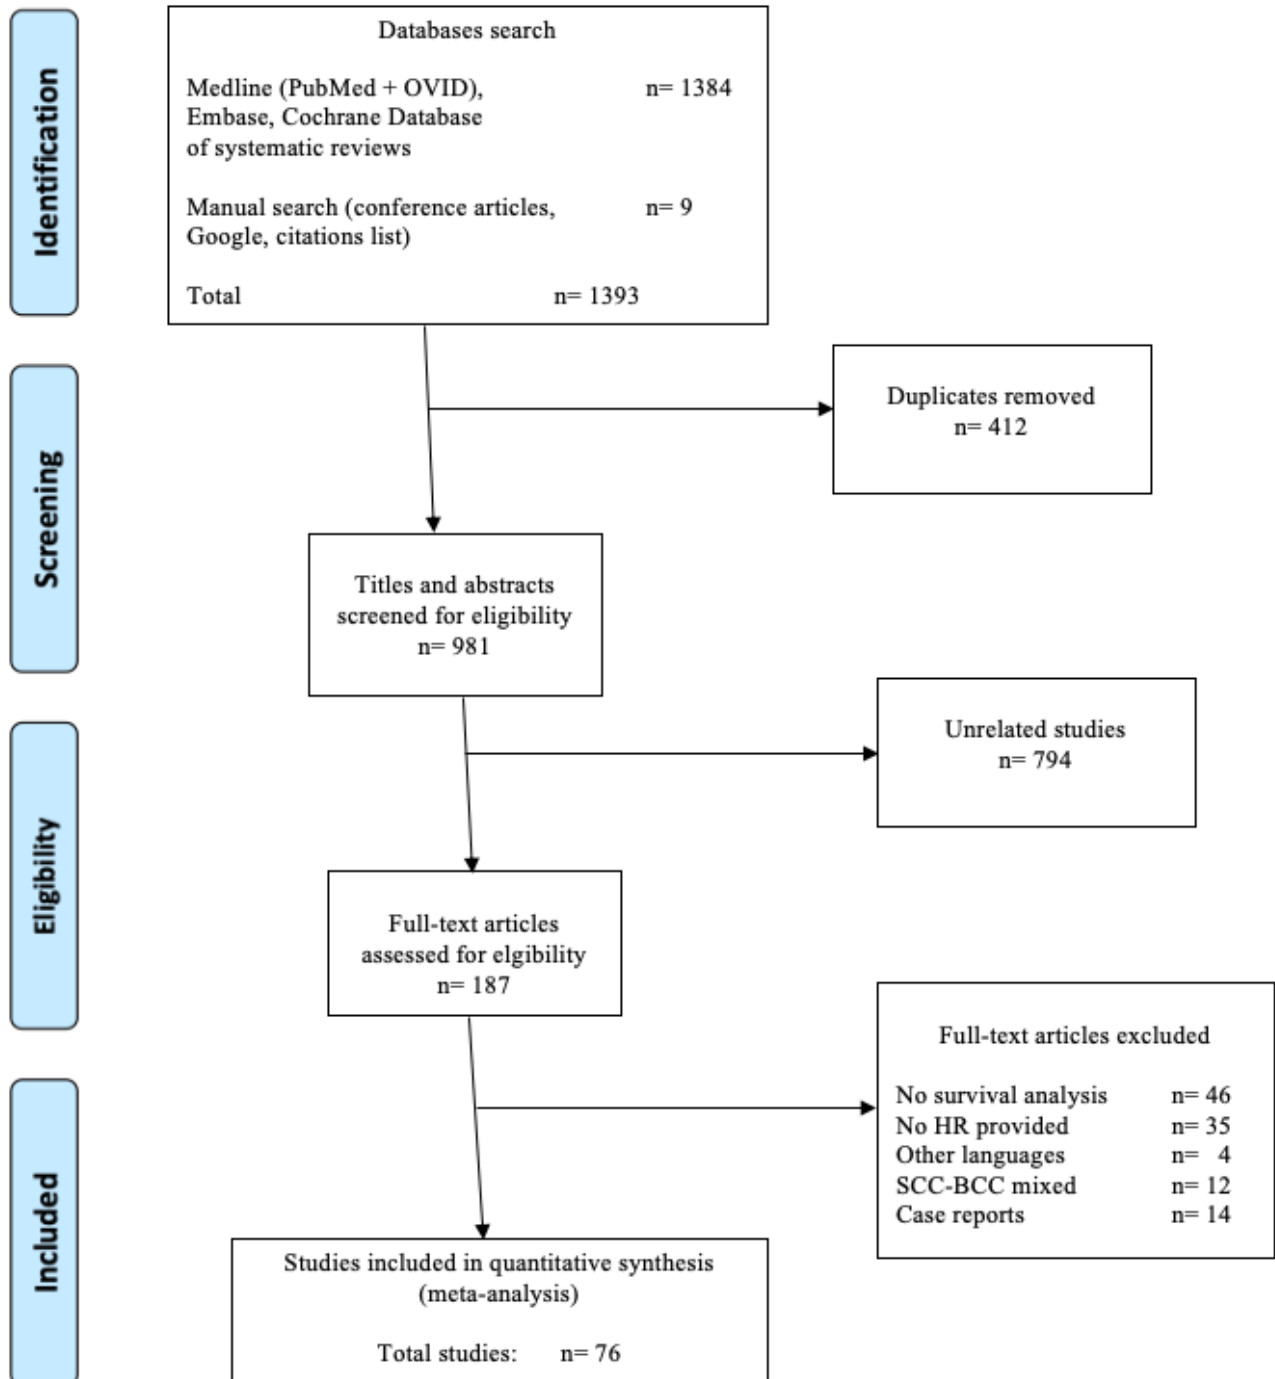 Identification
Databases search
Medline (PubMed + OVID), n= 1384
Embase, Cochrane Database
of systematic reviews
Manual search (conference articles, n= 9
Google, citations list)
Total n= 1393
Screening
Duplicates removed
n= 412
Titles and abstracts
screened for eligibility
n= 981
Unrelated studies
n= 794
Eligibility
Full-text articles
assessed for elgibility
n= 187
Full-text articles excluded
No survival analysis n= 46
No HR provided n= 35
Other languages n= 4
SCC-BCC mixed n= 12
Case reports n= 14
Included
Studies included in quantitative synthesis
(meta-analysis)
Total studies: n= 76